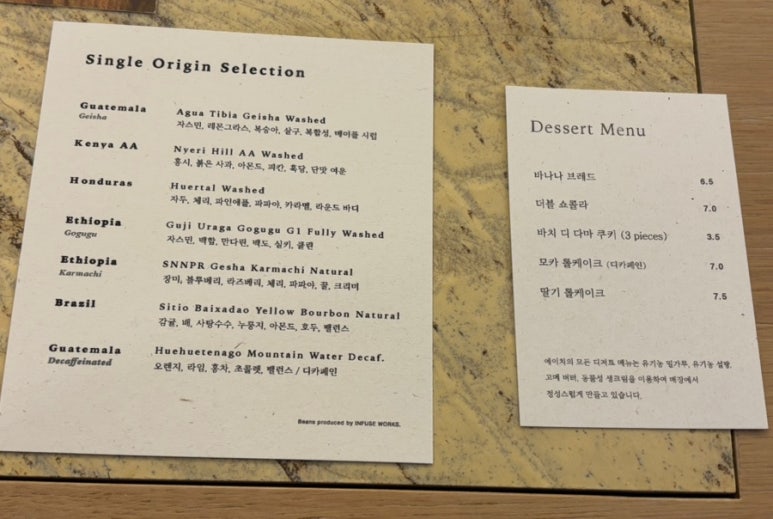 Single Origin Selection
Guatemala
Geisha
Agua Tibia Geisha Washed
자스민, 레몬그라스, 복숭아, 살구, 복합성, 메이플 시럽
Kenya AA
Nyeri Hill AA Washed
홍시, 붉은 사과, 아몬드, 피칸, 흑당, 단맛 여운
Honduras
Huertal Washed
자두, 체리, 파인애플, 파파야, 카라멜, 라운드 바디
Ethiopia
Gogugu
Guji Uraga Gogugu G1 Fully Washed
자스민, 백합, 만다린, 백도, 실키, 클린
Ethiopia
Karmachi
SNNPR Gesha Karmachi Natural
장미, 블루베리, 라즈베리, 체리, 파파야, 꿀, 크리미
Brazil
Sitio Baixadao Yellow Bourbon Natural
감귤, 배, 사탕수수, 누룽지, 아몬드, 호두, 밸런스
Guatemala
Decaffeinated
Huehuetenago Mountain Water Decaf.
오렌지, 라임, 홍차, 초콜렛, 밸런스 / 디카페인
Beans produced by INFUSE WORKS.
Dessert Menu
바나나 브레드 6.5
더블 쇼콜라 7.0
바치 디 다마 쿠키 (3 pieces) 3.5
모카 롤케이크 (디카페인) 7.0
딸기 롤케이크 7.5
에이치의 모든 디저트 메뉴는 유기농 밀가루, 유기농 설탕,
고메 버터, 동물성 생크림을 이용하여 매장에서
정성스럽게 만들고 있습니다.